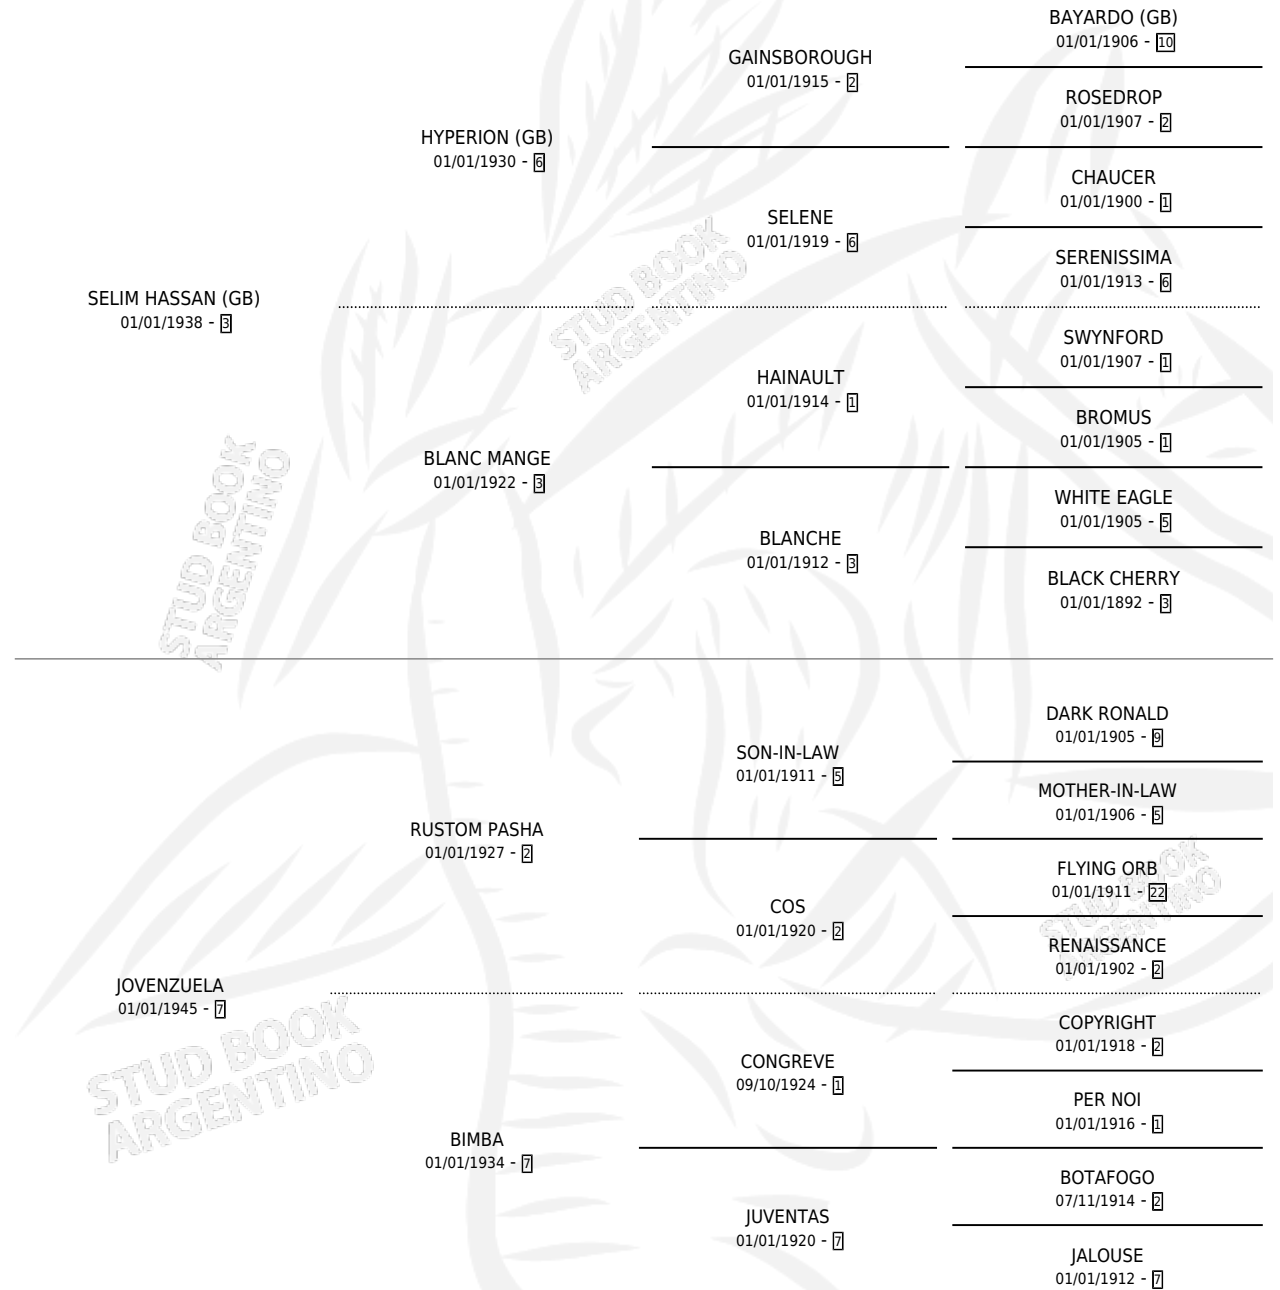 BAYARDO (GB)
01/01/1906 - 10
GAINSBOROUGH
01/01/1915 - 2
ROSEDROP
01/01/1907 - 2
HYPERION (GB)
01/01/1930 - 6
CHAUCER
01/01/1900 - 1
SELENE
01/01/1919 - 6
SERENISSIMA
01/01/1913 - 6
SELIM HASSAN (GB)
01/01/1938 - 3
STUD BOOK
ARGENTINO
SWYNFORD
01/01/1907 - 1
HAINAULT
01/01/1914 - 1
BROMUS
01/01/1905 - 1
BLANC MANGE
01/01/1922 - 3
WHITE EAGLE
01/01/1905 - 5
BLANCHE
01/01/1912 - 3
BLACK CHERRY
01/01/1892 - 3
STUD BOOK
ARGENTINO
DARK RONALD
01/01/1905 - 9
SON-IN-LAW
01/01/1911 - 5
MOTHER-IN-LAW
01/01/1906 - 5
RUSTOM PASHA
01/01/1927 - 2
FLYING ORB
01/01/1911 - 22
COS
01/01/1920 - 2
STUD BOOK
ARGENTINO
RENAISSANCE
01/01/1902 - 2
JOVENZUELA
01/01/1945 - 7
COPYRIGHT
01/01/1918 - 2
CONGREVE
09/10/1924 - 1
STUD BOOK
ARGENTINO
PER NOI
01/01/1916 - 1
BIMBA
01/01/1934 - 7
BOTAFOGO
07/11/1914 - 2
JUVENTAS
01/01/1920 - 7
JALOUSE
01/01/1912 - 7